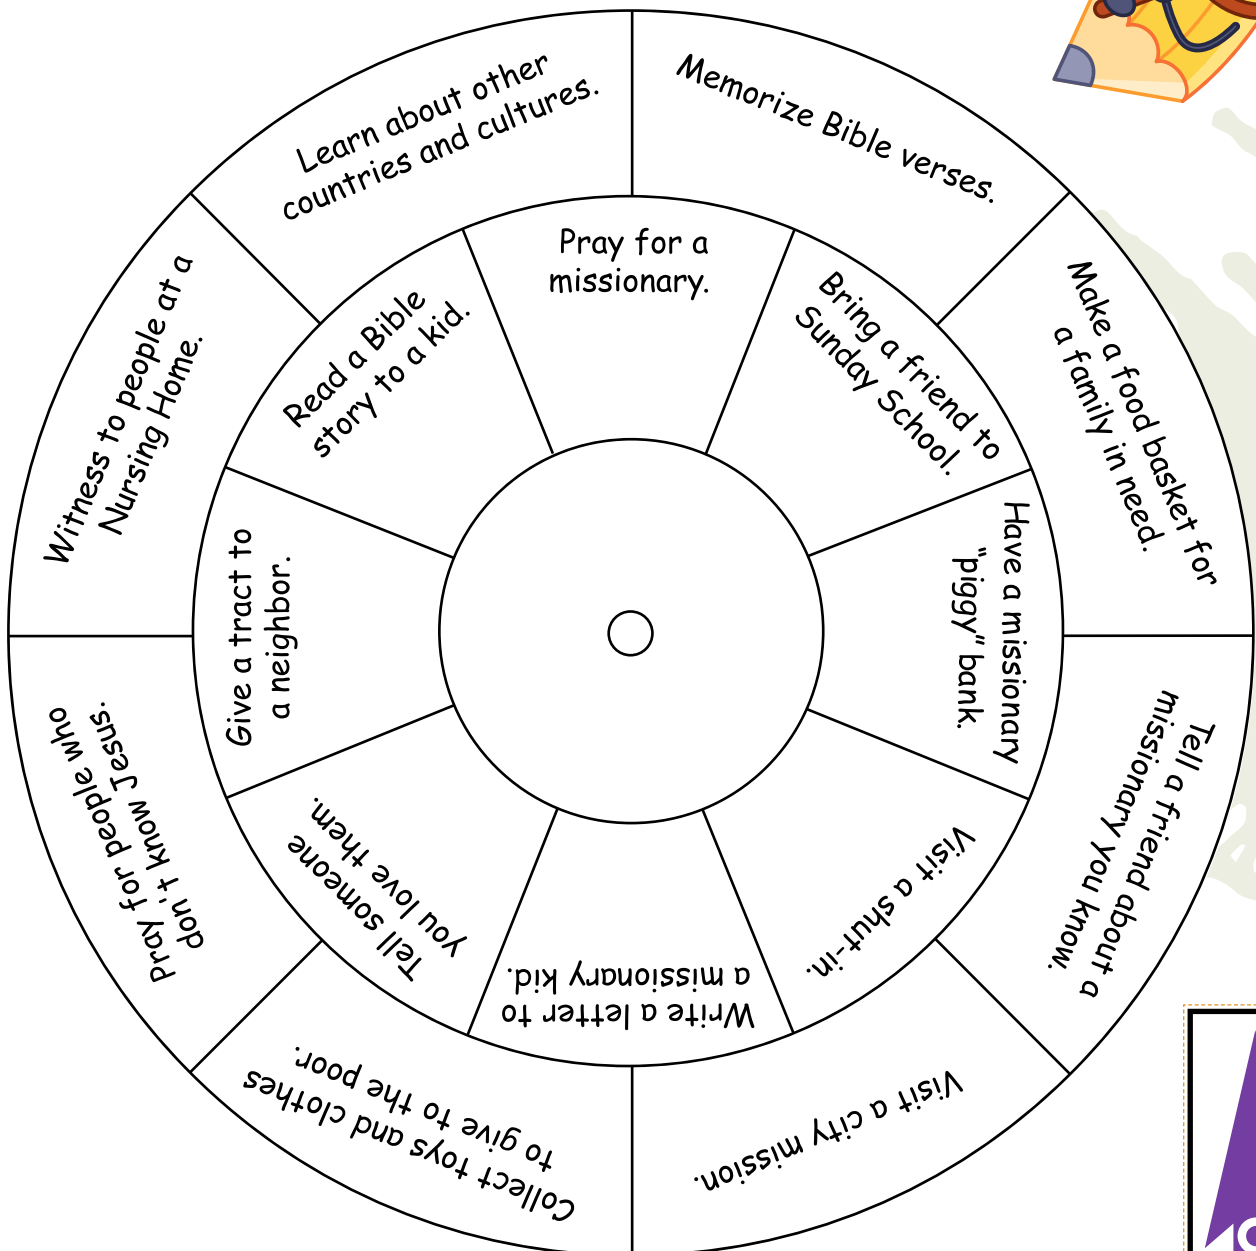 Learn about other
countries and cultures.
Memorize Bible verses.
Make a food basket for
a family in need.
Tell a friend about a
missionary you know.
Visit a city mission.
Collect toys and clothes
to give to the poor.
Pray for people who
don't know Jesus.
Witness to people at a
Nursing Home.
Pray for a
missionary.
Bring a friend to
Sunday School.
Have a missionary
"piggy" bank.
Visit a shut-in.
Write a letter to
a missionary kid.
Tell someone
you love them.
Give a tract to
a neighbor.
Read a Bible
story to a kid.